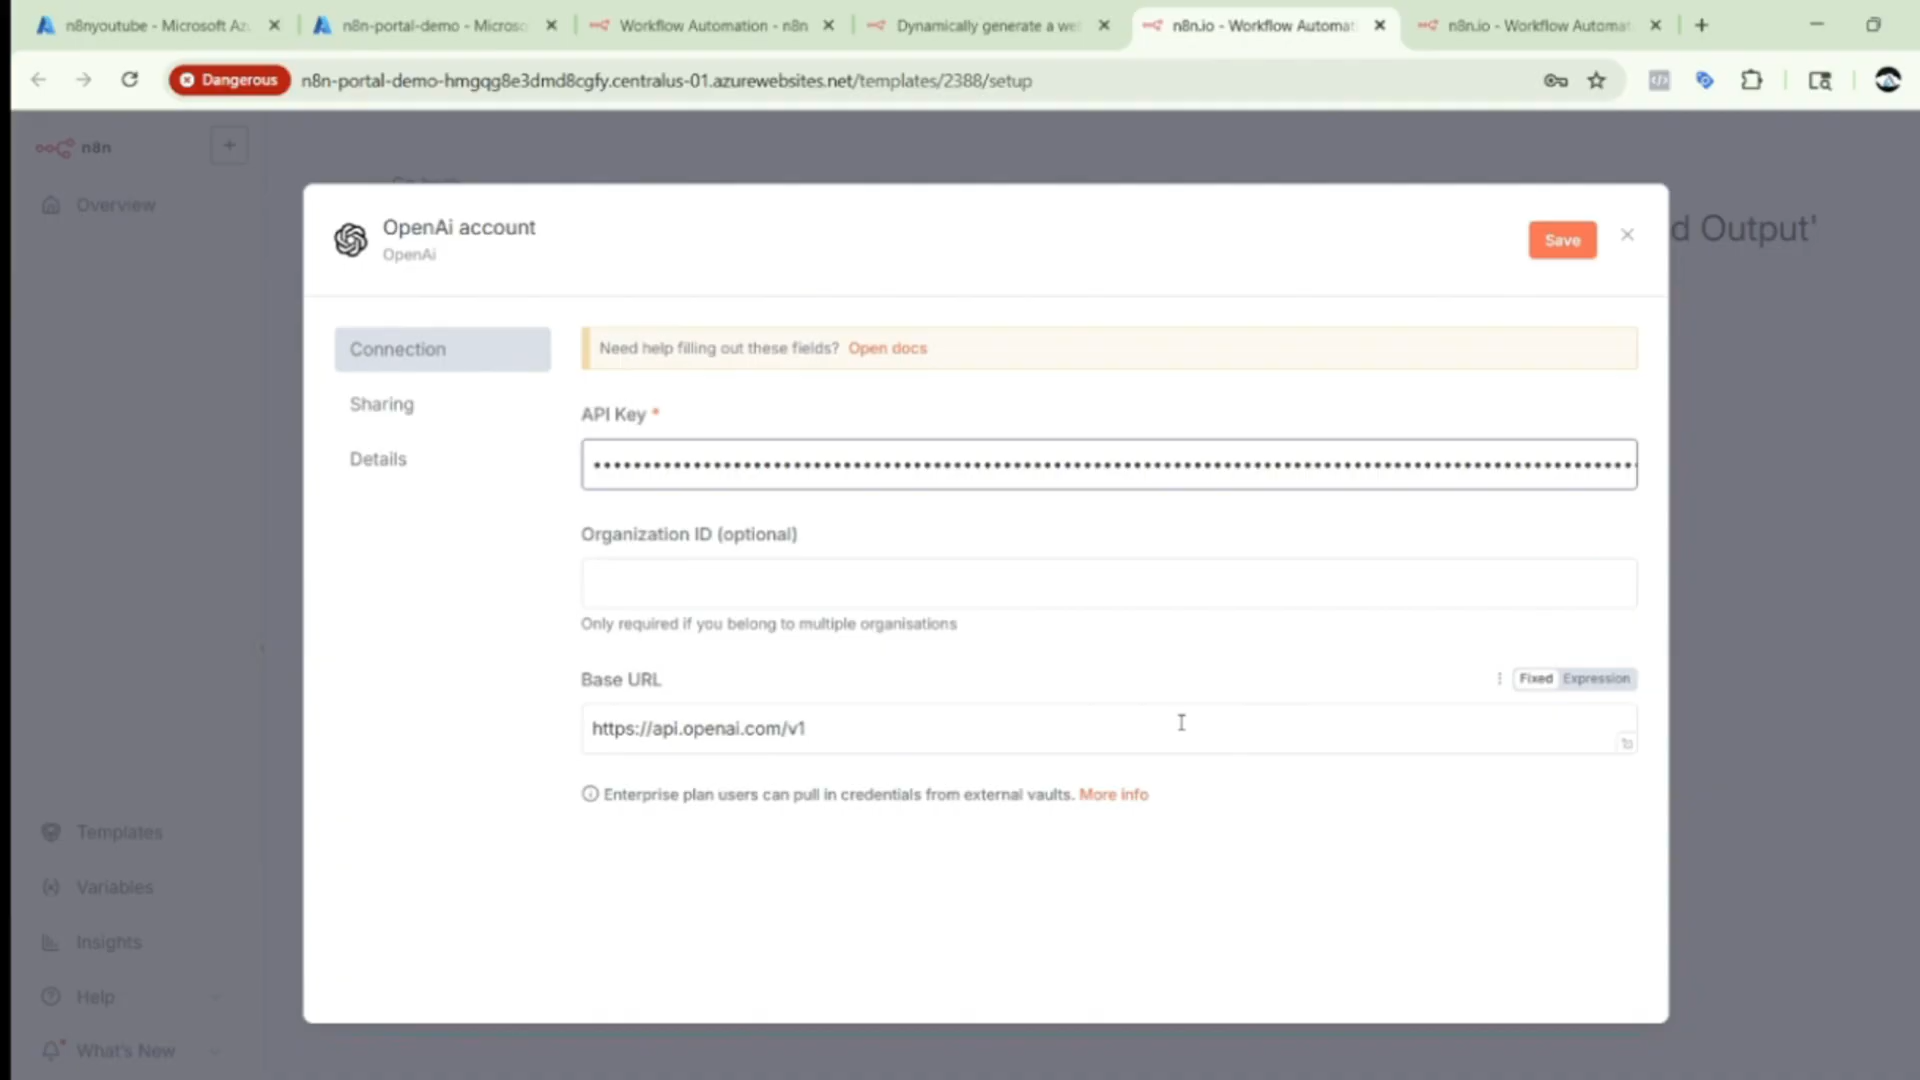 n8nyoutube - Microsoft Az
n8n-portal-demo - Microso
Workflow Automation - n8n
Dynamically generate a we
n8n.io - Workflow Automat
n8n.io - Workflow Automat
Dangerous
n8n-portal-demo-hmgqg8e3dmd8cgfy.centralus-01.azurewebsites.net/templates/2388/setup
n8n
Overview
d Output'
OpenAi account
OpenAi
Save
Connection
Sharing
Details
Need help filling out these fields? Open docs
API Key *
Organization ID (optional)
Only required if you belong to multiple organisations
Base URL
Fixed Expression
https://api.openai.com/v1
Enterprise plan users can pull in credentials from external vaults. More info
Templates
Variables
Insights
Help
What's New